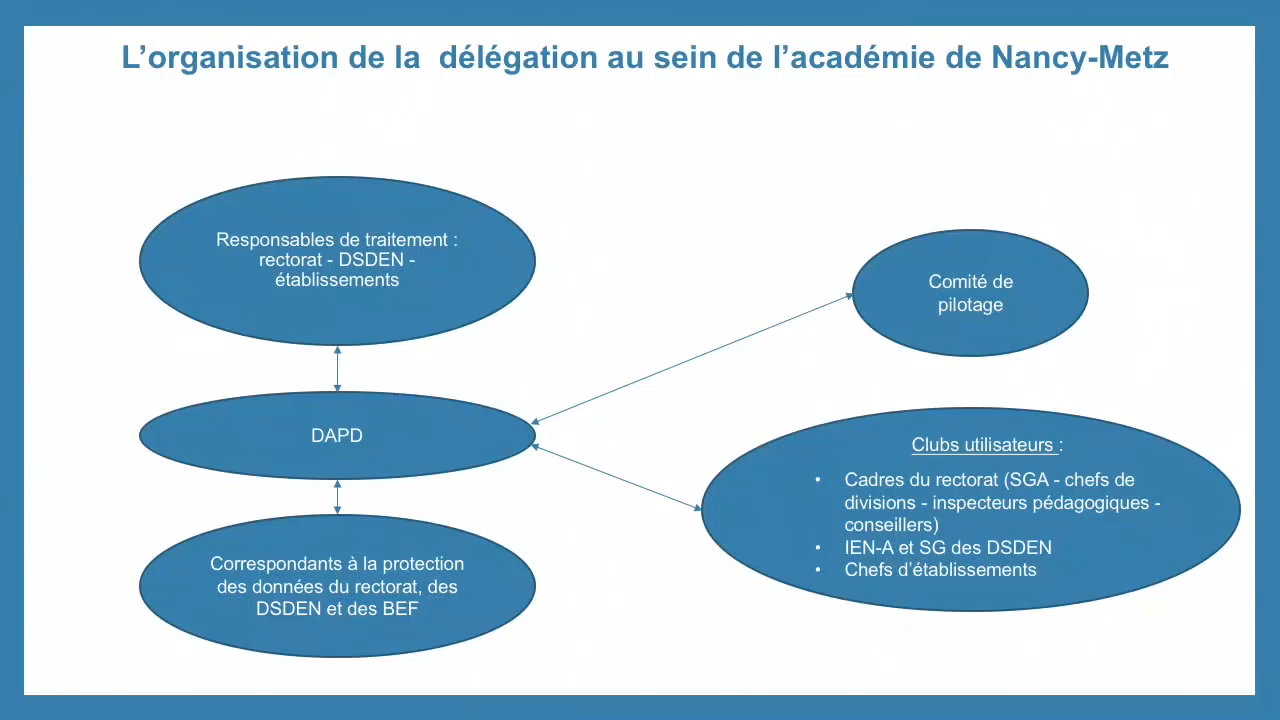 L’organisation de la  délégation au sein de l’académie de Nancy-Metz
Responsables de traitement :
rectorat - DSDEN -
établissements
DAPD
Correspondants à la protection
des données du rectorat, des
DSDEN et des BEF
Comité de
pilotage
Clubs utilisateurs :
• Cadres du rectorat (SGA - chefs de
divisions - inspecteurs pédagogiques -
conseillers)
• IEN-A et SG des DSDEN
• Chefs d’établissements